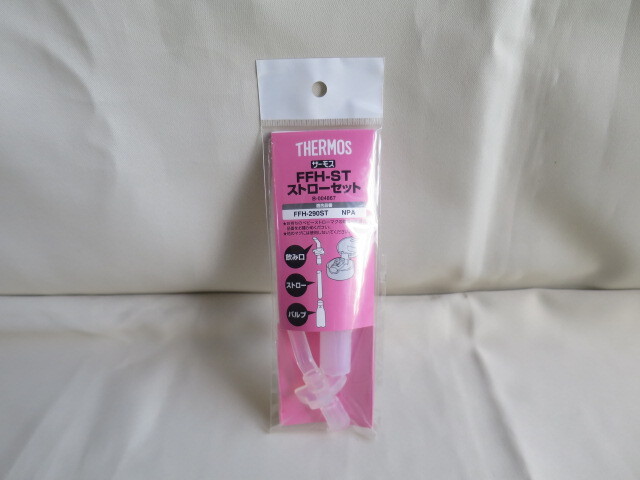 THERMOS
サーモス
FFH-ST
ストローセット
B-004667
FFH-290ST NPA
飲み口
ストロー
バルブ